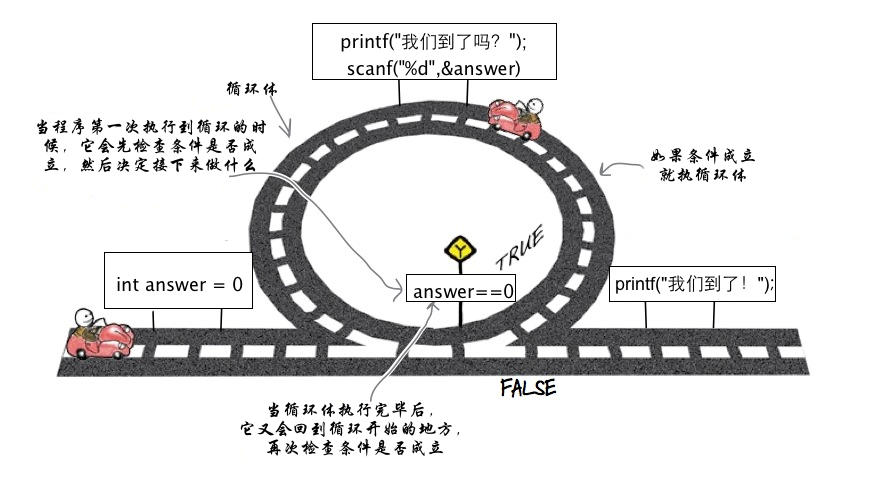 printf("我们到了吗？");
scanf("%d",&answer)
循环体
当程序第一次执行到循环的时
候，它会先检查条件是否成
立，然后决定接下来做什么
如果条件成立
就执行循环体
Y
TRUE
int answer = 0
answer==0
printf("我们到了！");
FALSE
当循环体执行完毕后，
它又会回到循环开始的地方，
再次检查条件是否成立